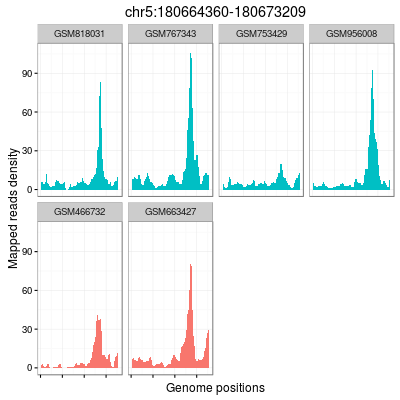 chr5:180664360-180673209
GSM818031 GSM767343 GSM753429 GSM956008
90
60
30
0
GSM466732 GSM663427
90
60
30
0
Mapped reads density
Genome positions